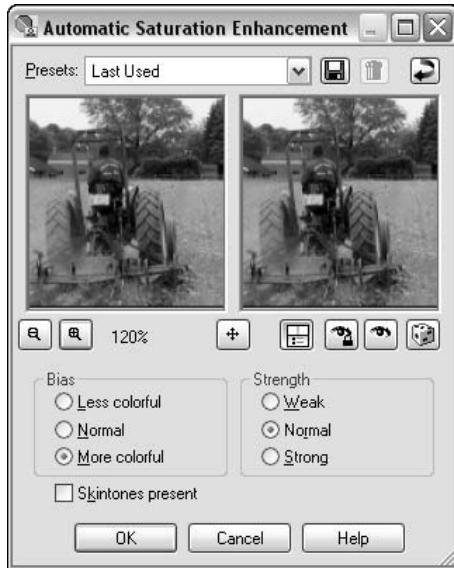 Automatic Saturation Enhancement
Presets: Last Used
120%
Bias
Less colorful
Normal
More colorful
Strength
Weak
Normal
Strong
Skintones present
OK Cancel Help